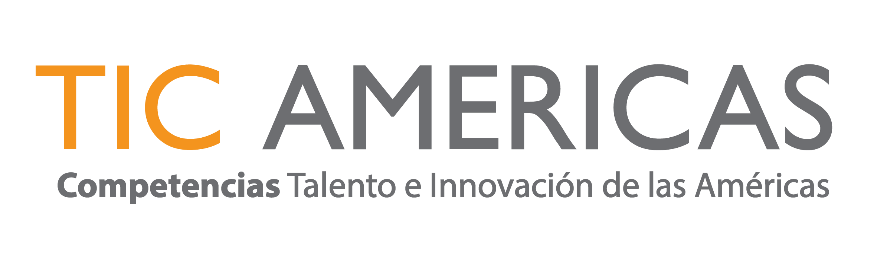 TIC AMERICAS
Competencias Talento e Innovación de las Américas